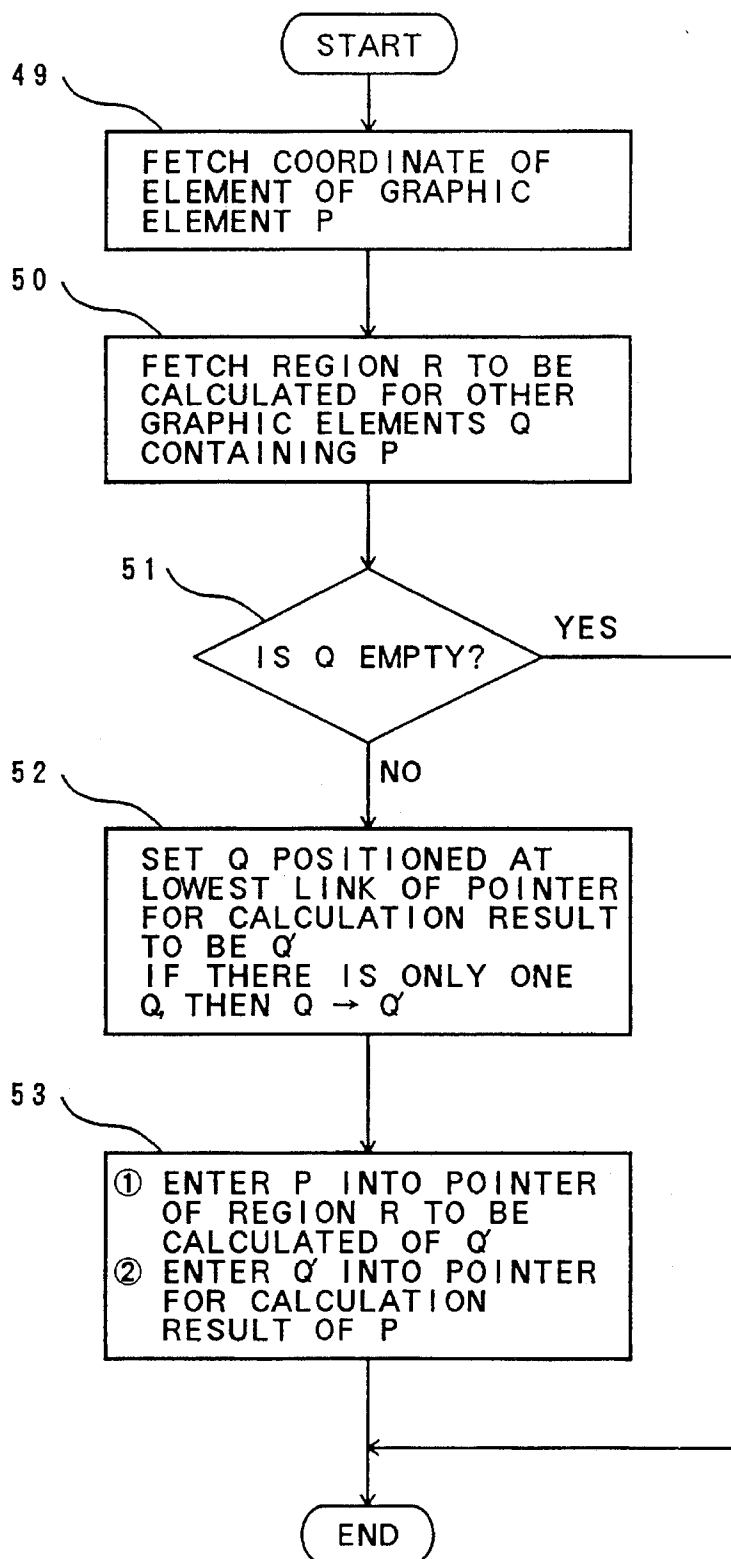 START
49
FETCH COORDINATE OF
ELEMENT OF GRAPHIC
ELEMENT P
50
FETCH REGION R TO BE
CALCULATED FOR OTHER
GRAPHIC ELEMENTS Q
CONTAINING P
51
IS Q EMPTY?
YES
NO
52
SET Q POSITIONED AT
LOWEST LINK OF POINTER
FOR CALCULATION RESULT
TO BE Q'
IF THERE IS ONLY ONE
Q, THEN Q → Q'
53
① ENTER P INTO POINTER
OF REGION R TO BE
CALCULATED OF Q'
② ENTER Q' INTO POINTER
FOR CALCULATION
RESULT OF P
END